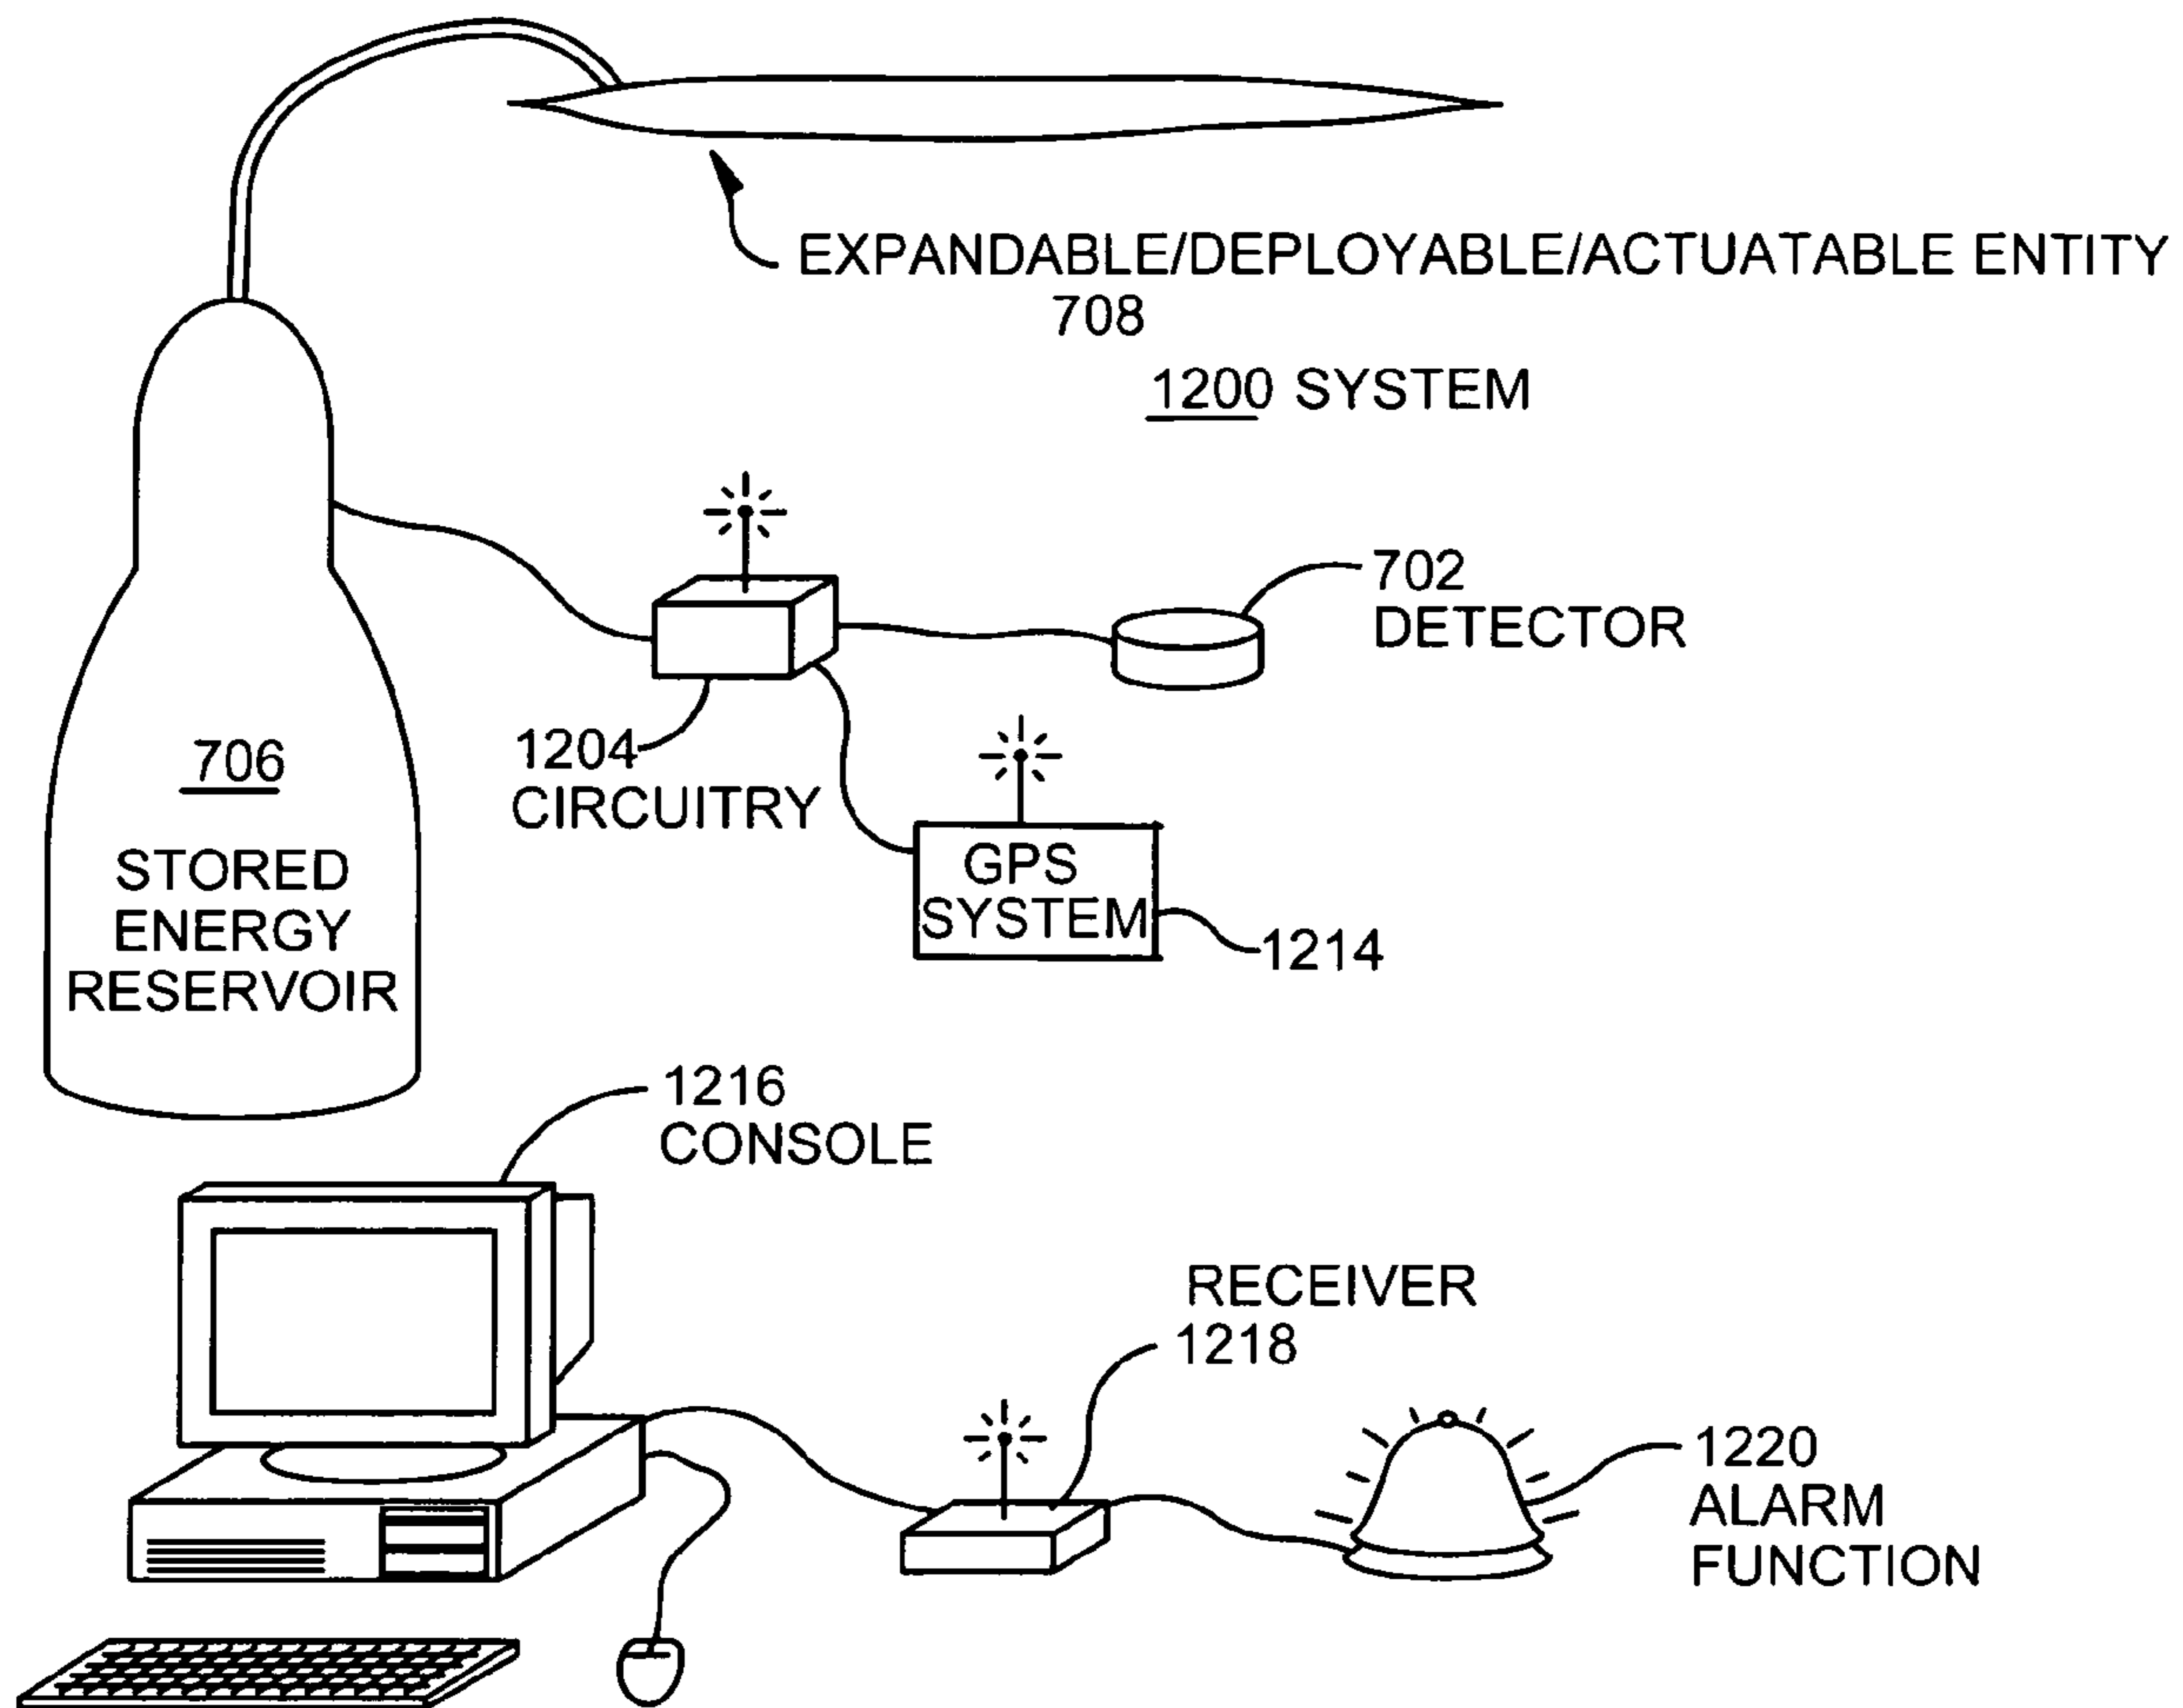 EXPANDABLE/DEPLOYABLE/ACTUATABLE ENTITY
708
1200 SYSTEM
702
DETECTOR
1204
CIRCUITRY
706
STORED
ENERGY
RESERVOIR
GPS
SYSTEM
1214
1216
CONSOLE
RECEIVER
1218
1220
ALARM
FUNCTION